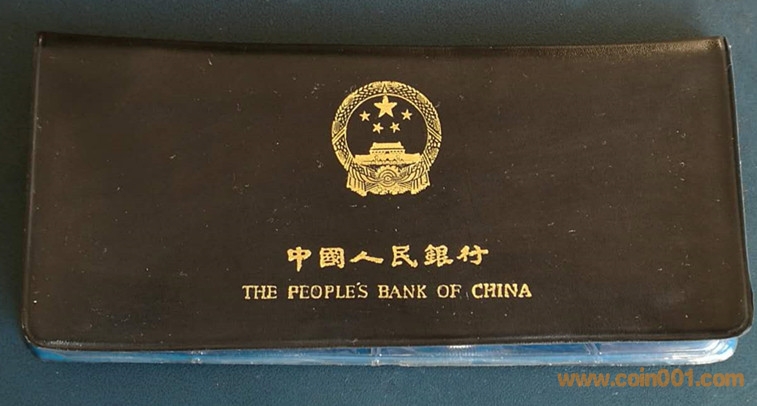 中國人民銀行
THE PEOPLE'S BANK OF CHINA
www.coin001.com